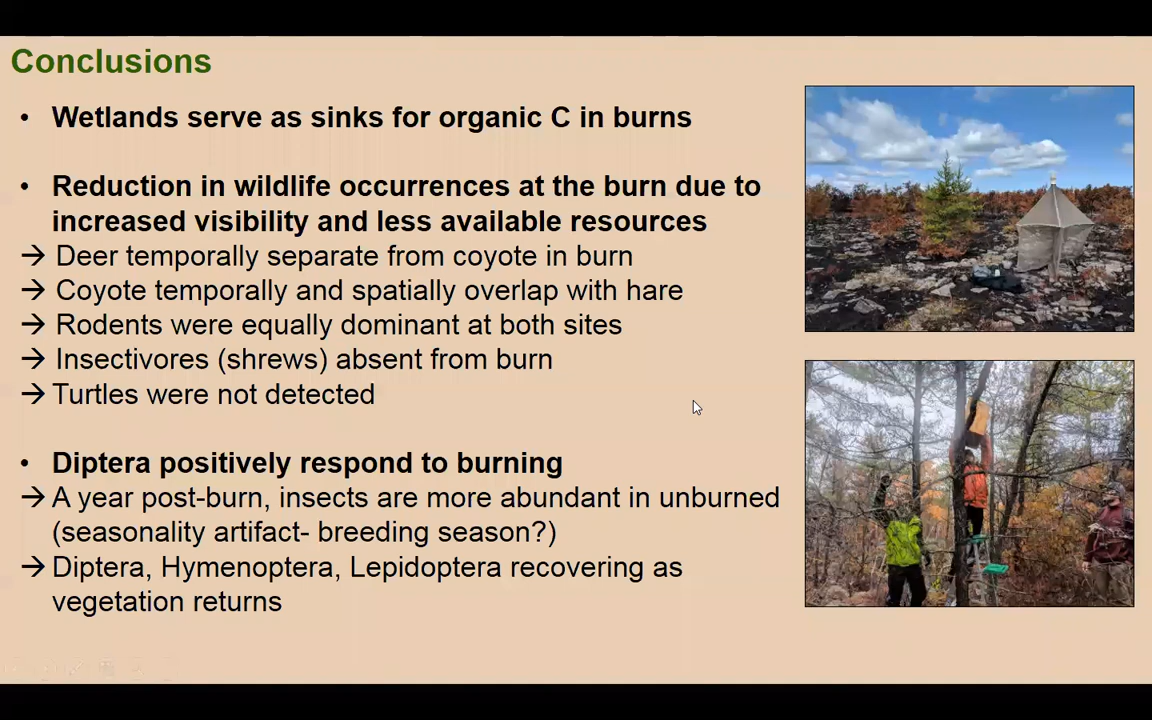 Conclusions
• Wetlands serve as sinks for organic C in burns
• Reduction in wildlife occurrences at the burn due to
increased visibility and less available resources
→ Deer temporally separate from coyote in burn
→ Coyote temporally and spatially overlap with hare
→ Rodents were equally dominant at both sites
→ Insectivores (shrews) absent from burn
→ Turtles were not detected
• Diptera positively respond to burning
→ A year post-burn, insects are more abundant in unburned
(seasonality artifact- breeding season?)
→ Diptera, Hymenoptera, Lepidoptera recovering as
vegetation returns